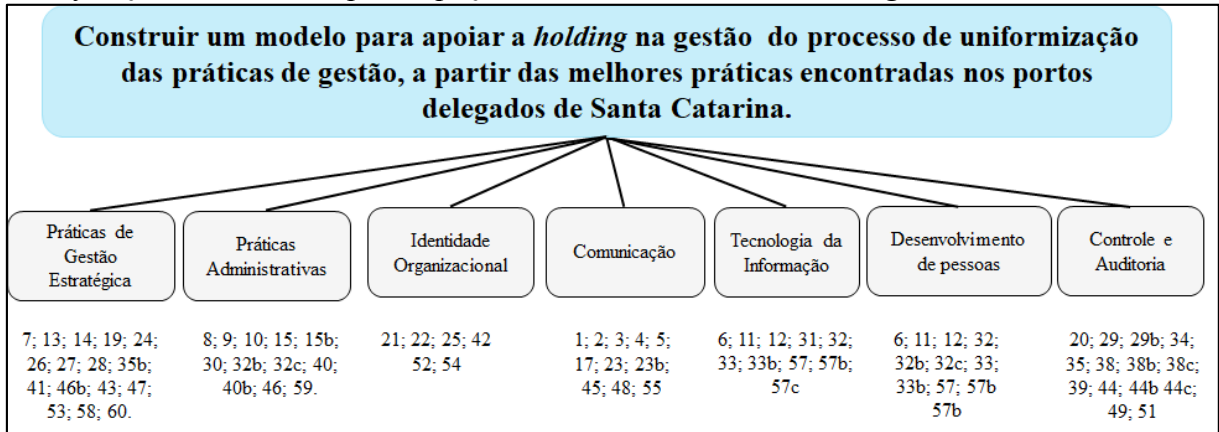 Construir um modelo para apoiar a holding na gestão do processo de uniformização
das práticas de gestão, a partir das melhores práticas encontradas nos portos
delegados de Santa Catarina.
Práticas de
Gestão
Estratégica
Práticas
Administrativas
Identidade
Organizacional
Comunicação
Tecnologia da
Informação
Desenvolvimento
de pessoas
Controle e
Auditoria
7; 13; 14; 19; 24;
26; 27; 28; 35b;
41; 46b; 43; 47;
53; 58; 60.
8; 9; 10; 15; 15b;
30; 32b; 32c; 40;
40b; 46; 59.
21; 22; 25; 42
52; 54
1; 2; 3; 4; 5;
17; 23; 23b;
45; 48; 55
6; 11; 12; 31; 32;
33; 33b; 57; 57b;
57c
6; 11; 12; 32;
32b; 32c; 33;
33b; 57; 57b
57b
20; 29; 29b; 34;
35; 38; 38b; 38c;
39; 44; 44b 44c;
49; 51